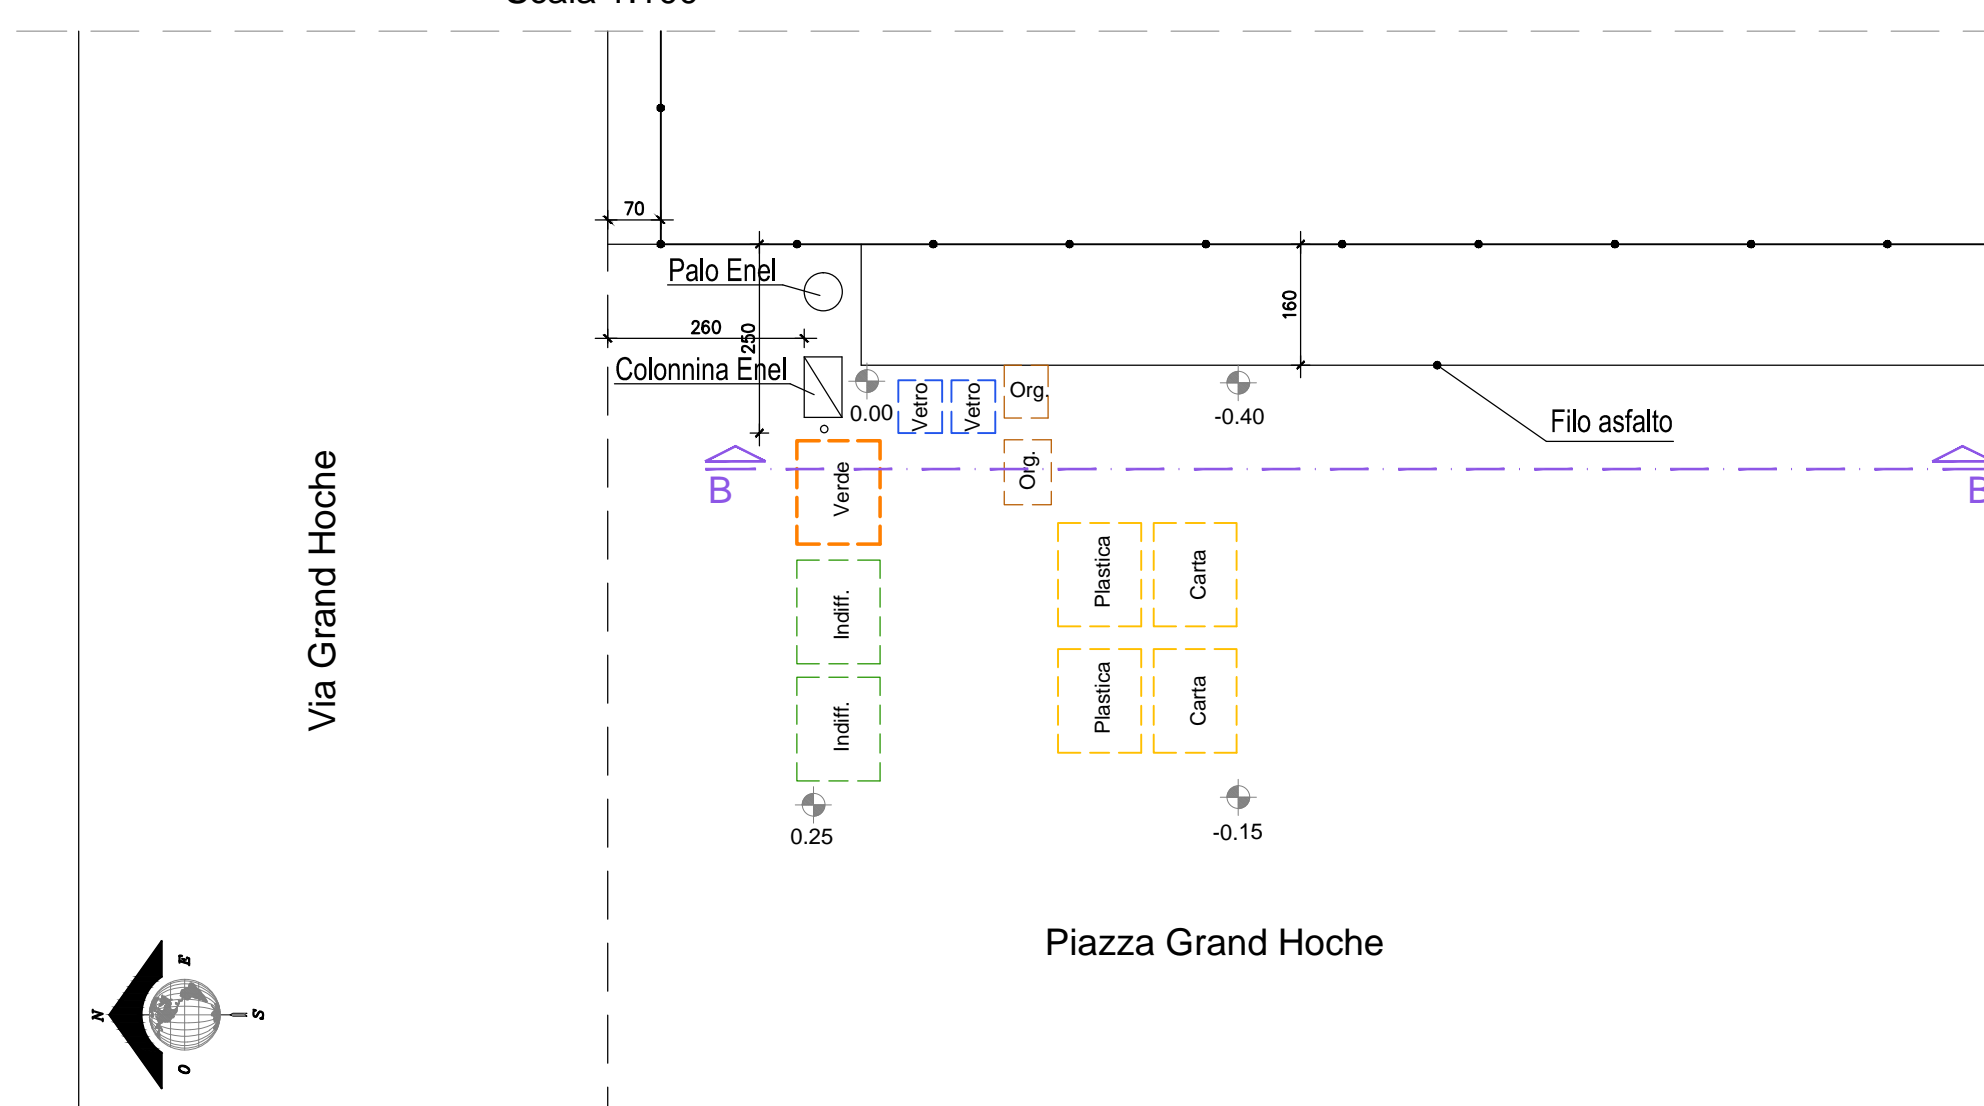 70
Palo Enel
260
250
160
Colonnina Enel
0.00
Vetro
Vetro
Org.
-0.40
Filo asfalto
B
B
Verde
Org.
Via Grand Hoche
Plastica
Carta
Indiff.
Plastica
Carta
Indiff.
0.25
-0.15
Piazza Grand Hoche
E
N
S
O